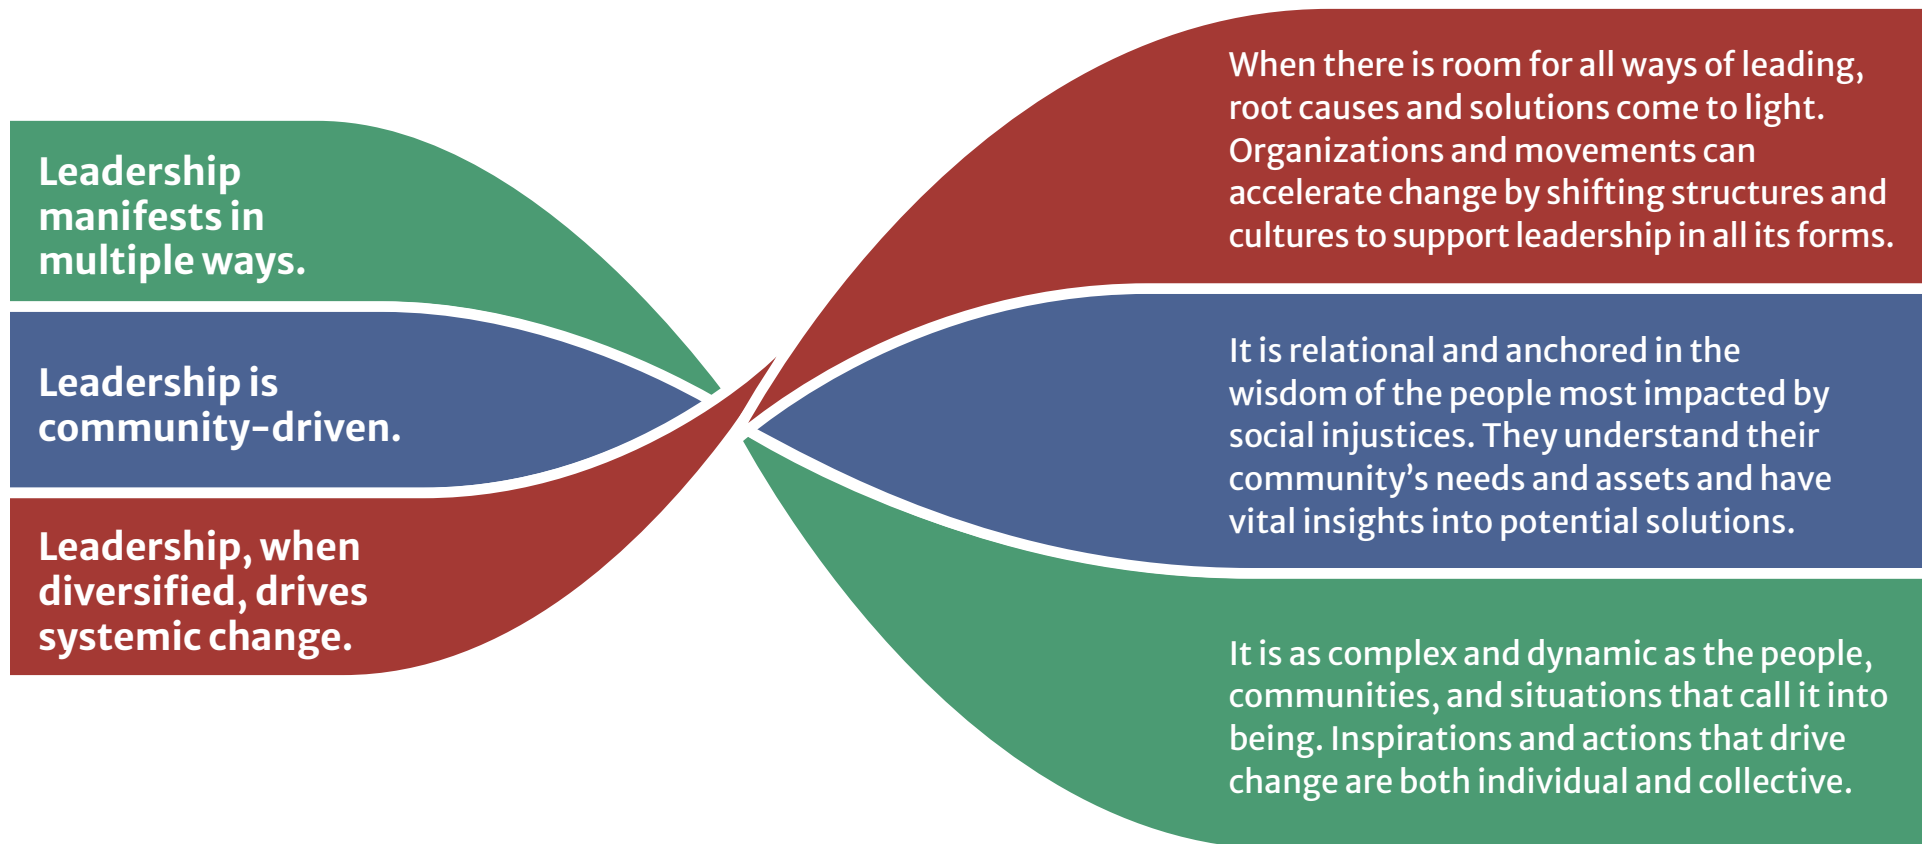 Leadership
manifests in
multiple ways.
Leadership is
community-driven.
Leadership, when
diversified, drives
systemic change.
When there is room for all ways of leading,
root causes and solutions come to light.
Organizations and movements can
accelerate change by shifting structures and
cultures to support leadership in all its forms.
It is relational and anchored in the
wisdom of the people most impacted by
social injustices. They understand their
community’s needs and assets and have
vital insights into potential solutions.
It is as complex and dynamic as the people,
communities, and situations that call it into
being. Inspirations and actions that drive
change are both individual and collective.